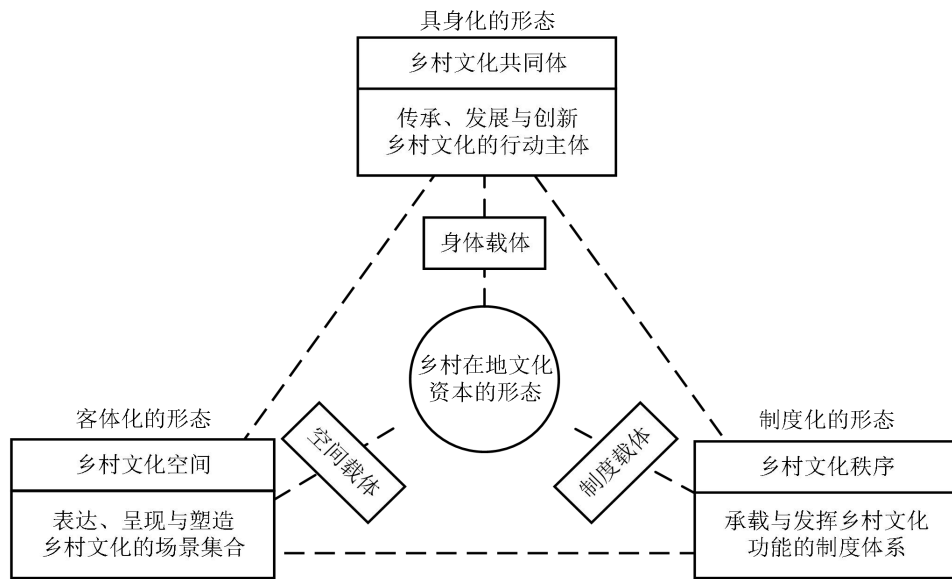 具身化的形态
乡村文化共同体
传承、发展与创新
乡村文化的行动主体
身体载体
乡村在地文化
资本的形态
客体化的形态
乡村文化空间
表达、呈现与塑造
乡村文化的场景集合
空间载体
制度载体
制度化的形态
乡村文化秩序
承载与发挥乡村文化
功能的制度体系